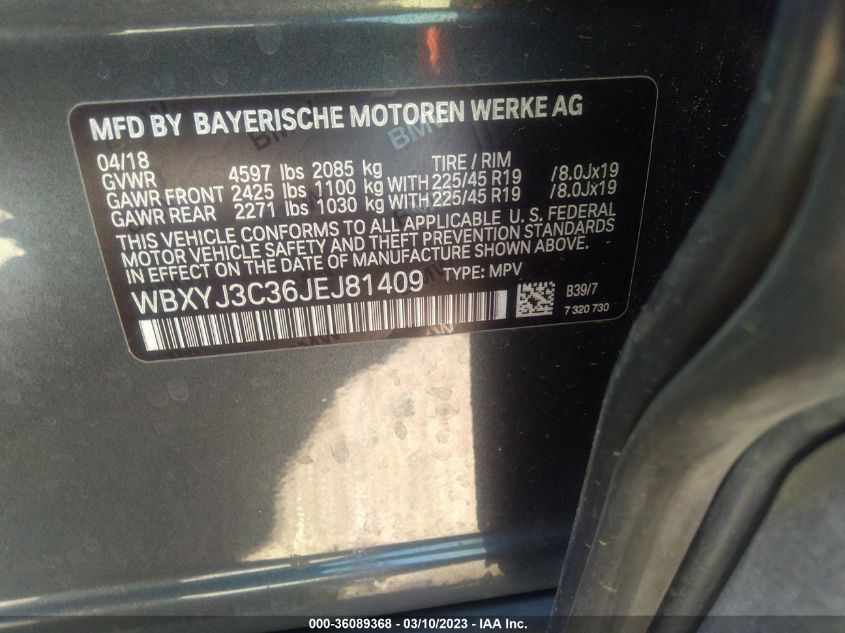 MFD BY BAYERISCHE MOTOREN WERKE AG
04/18 TIRE / RIM
GVWR 4597 lbs 2085 kg
GAWR FRONT 2425 lbs 1100 kg WITH 225/45 R19 /8.0Jx19
GAWR REAR 2271 lbs 1030 kg WITH 225/45 R19 /8.0Jx19
THIS VEHICLE CONFORMS TO ALL APPLICABLE U. S. FEDERAL
MOTOR VEHICLE SAFETY AND THEFT PREVENTION STANDARDS
IN EFFECT ON THE DATE OF MANUFACTURE SHOWN ABOVE.
WBXYJ3C36JEJ81409 TYPE: MPV
B39/7
7 320 730
000-36089368 - 03/10/2023 - IAA Inc.